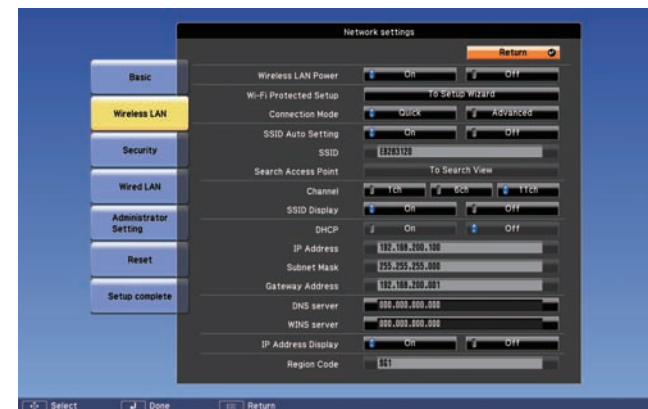 Network settings
Return
Basic
Wireless LAN
Security
Wired LAN
Administrator
Setting
Reset
Setup complete
Wireless LAN Power On Off
Wi-Fi Protected Setup To Setup Wizard
Connection Mode Quick Advanced
SSID Auto Setting On Off
SSID
Search Access Point To Search View
Channel 1ch 6ch 11ch
SSID Display On Off
DHCP On Off
IP Address 192.168.200.100
Subnet Mask 255.255.255.000
Gateway Address 192.168.200.001
DNS server 000.000.000.000
WINS server 000.000.000.000
IP Address Display On Off
Region Code
Select Done Return